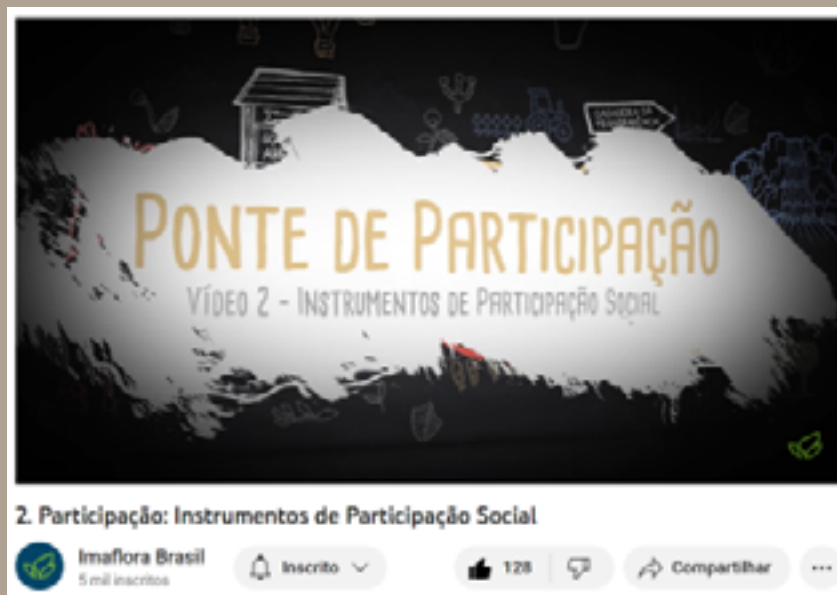 PONTE DE PARTICIPAÇÃO
VÍDEO 2 - INSTRUMENTOS DE PARTICIPAÇÃO SOCIAL
2. Participação: Instrumentos de Participação Social
Imaflora Brasil
5 mil inscritos
Inscrito
128
Compartilhar